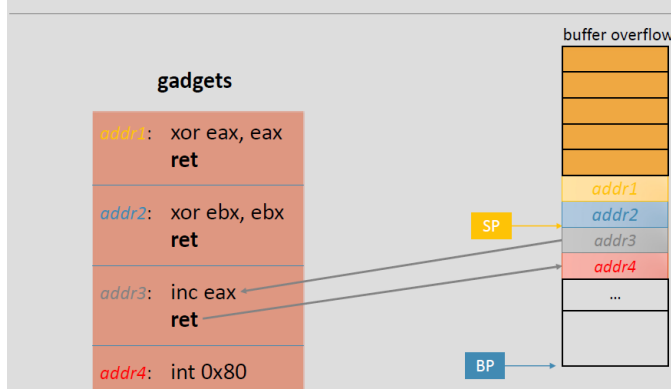 buffer overflow
gadgets
addr1: xor eax, eax
ret
addr2: xor ebx, ebx
ret
addr3: inc eax
ret
addr4: int 0x80
addr1
addr2
addr3
addr4
...
SP
BP